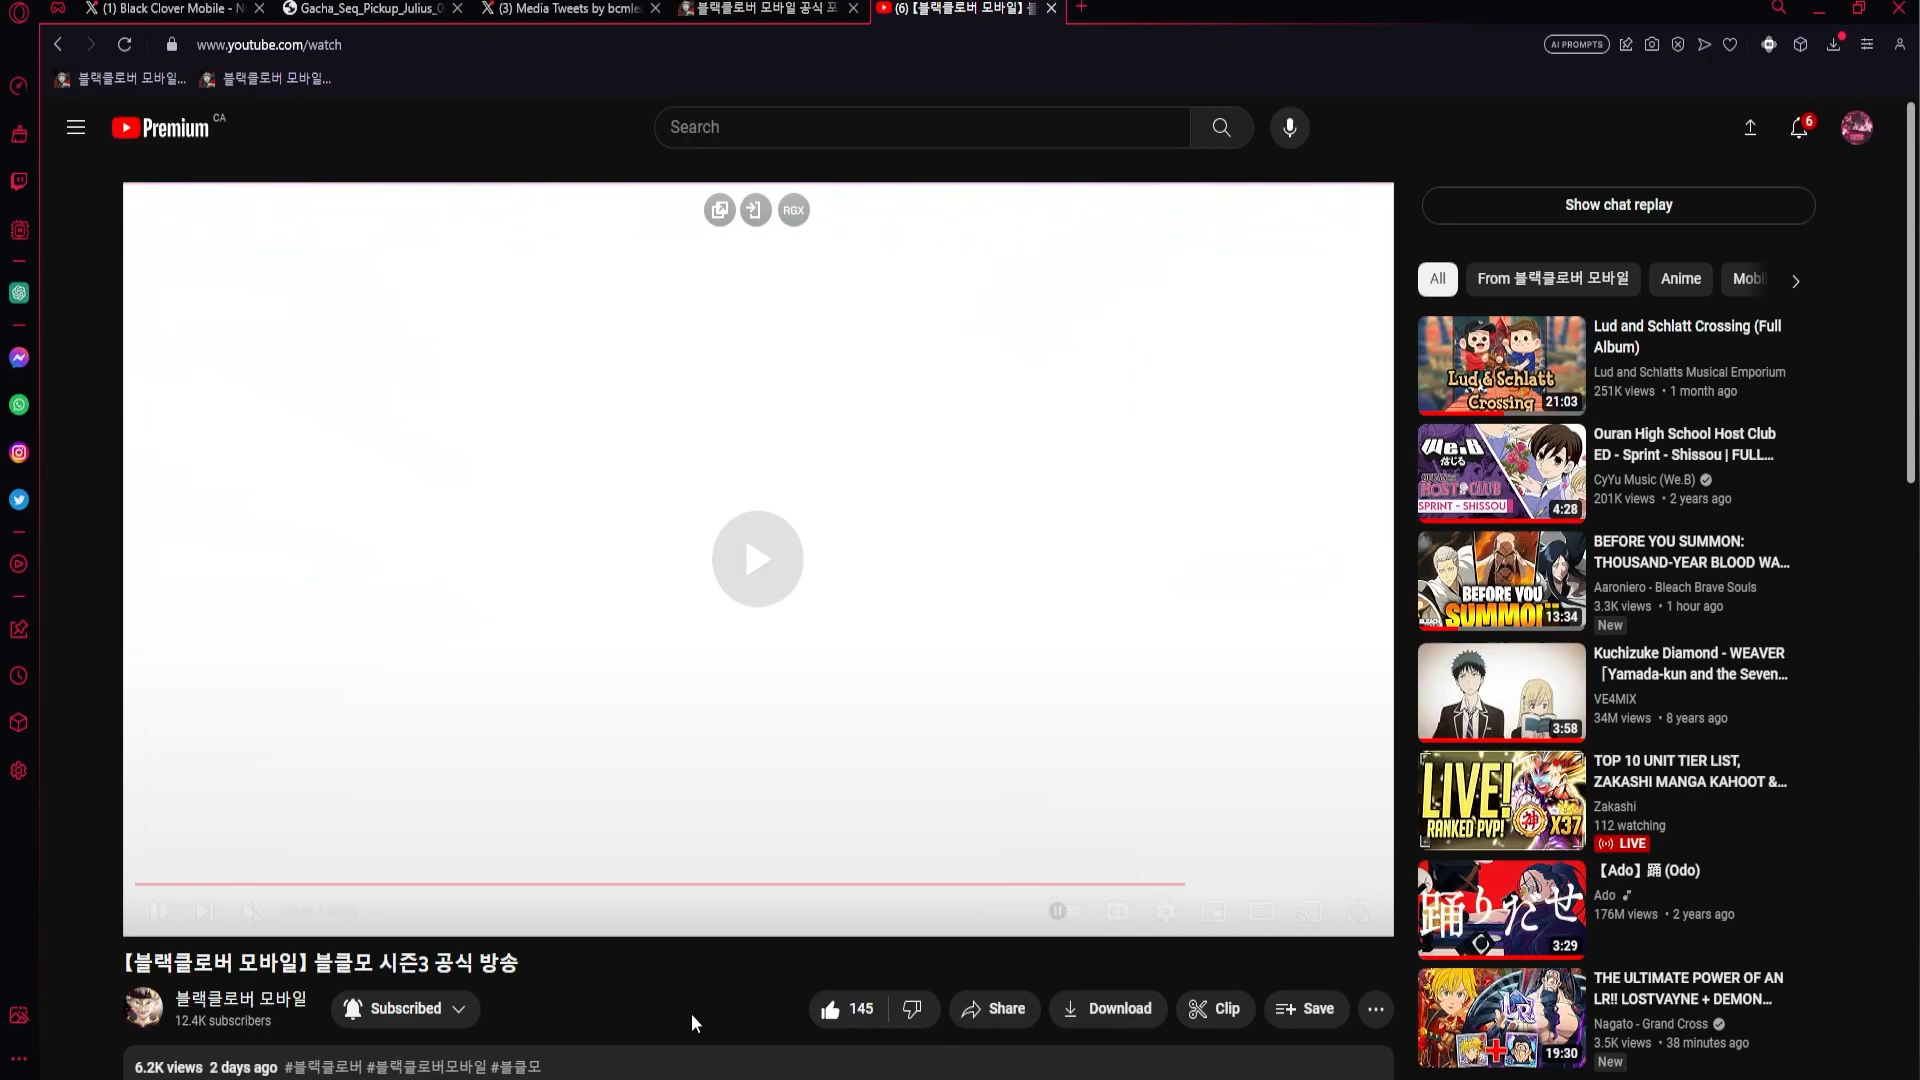 (1) Black Clover Mobile - N
Gacha_Seq_Pickup_Julius_0
(3) Media Tweets by bcmle
블랙클로버 모바일 공식 포
(6) 【블랙클로버 모바일】 블
www.youtube.com/watch
AI PROMPTS
블랙클로버 모바일...
블랙클로버 모바일...
Premium
CA
Search
6
RGX
Show chat replay
All
From 블랙클로버 모바일
Anime
Mobil
Lud & Schlatt
Crossing
21:03
Lud and Schlatt Crossing (Full
Album)
Lud and Schlatts Musical Emporium
251K views • 1 month ago
We.B
信じる
OURAN
HOST CLUB
SPRINT - SHISSOU
4:28
Ouran High School Host Club
ED - Sprint - Shissou | FULL...
CyYu Music (We.B)
201K views • 2 years ago
BEFORE YOU
SUMMON
13:34
BEFORE YOU SUMMON:
THOUSAND-YEAR BLOOD WA...
Aaroniero - Bleach Brave Souls
3.3K views • 1 hour ago
New
3:58
Kuchizuke Diamond - WEAVER
「Yamada-kun and the Seven...
VE4MIX
34M views • 8 years ago
LIVE!
RANKED PVP!
神
X37
TOP 10 UNIT TIER LIST,
ZAKASHI MANGA KAHOOT &...
Zakashi
112 watching
LIVE
踊りだせ
3:29
【Ado】踊 (Odo)
Ado
176M views • 2 years ago
LR
19:30
THE ULTIMATE POWER OF AN
LR!! LOSTVAYNE + DEMON...
Nagato - Grand Cross
3.5K views • 38 minutes ago
New
【블랙클로버 모바일】 블클모 시즌3 공식 방송
블랙클로버 모바일
12.4K subscribers
Subscribed
145
Share
Download
Clip
Save
6.2K views 2 days ago #블랙클로버 #블랙클로버모바일 #블클모